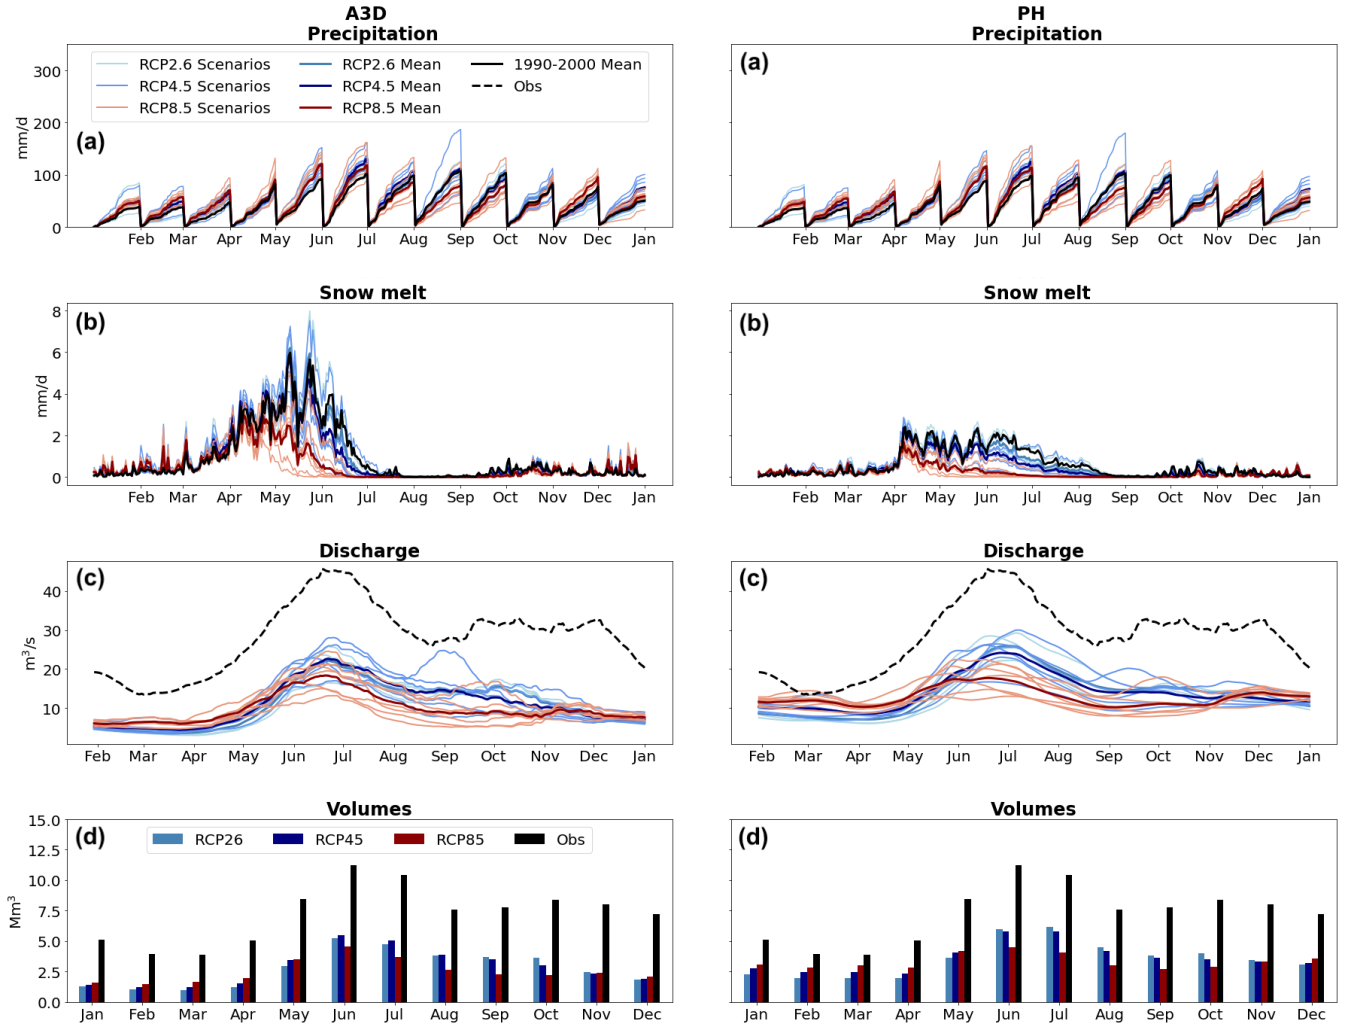 A3D
Precipitation
PH
Precipitation
RCP2.6 Scenarios
RCP4.5 Scenarios
RCP8.5 Scenarios
RCP2.6 Mean
RCP4.5 Mean
RCP8.5 Mean
1990-2000 Mean
Obs
(a)
(a)
mm/d
300
200
100
0
Feb Mar Apr May Jun Jul Aug Sep Oct Nov Dec Jan
Feb Mar Apr May Jun Jul Aug Sep Oct Nov Dec Jan
Snow melt
Snow melt
(b)
(b)
mm/d
8
6
4
2
0
Feb Mar Apr May Jun Jul Aug Sep Oct Nov Dec Jan
Feb Mar Apr May Jun Jul Aug Sep Oct Nov Dec Jan
Discharge
Discharge
(c)
(c)
m³/s
40
30
20
10
Feb Mar Apr May Jun Jul Aug Sep Oct Nov Dec Jan
Feb Mar Apr May Jun Jul Aug Sep Oct Nov Dec Jan
Volumes
Volumes
(d)
RCP26 RCP45 RCP85 Obs
(d)
Mm³
15.0
12.5
10.0
7.5
5.0
2.5
0.0
Jan Feb Mar Apr May Jun Jul Aug Sep Oct Nov Dec
Jan Feb Mar Apr May Jun Jul Aug Sep Oct Nov Dec